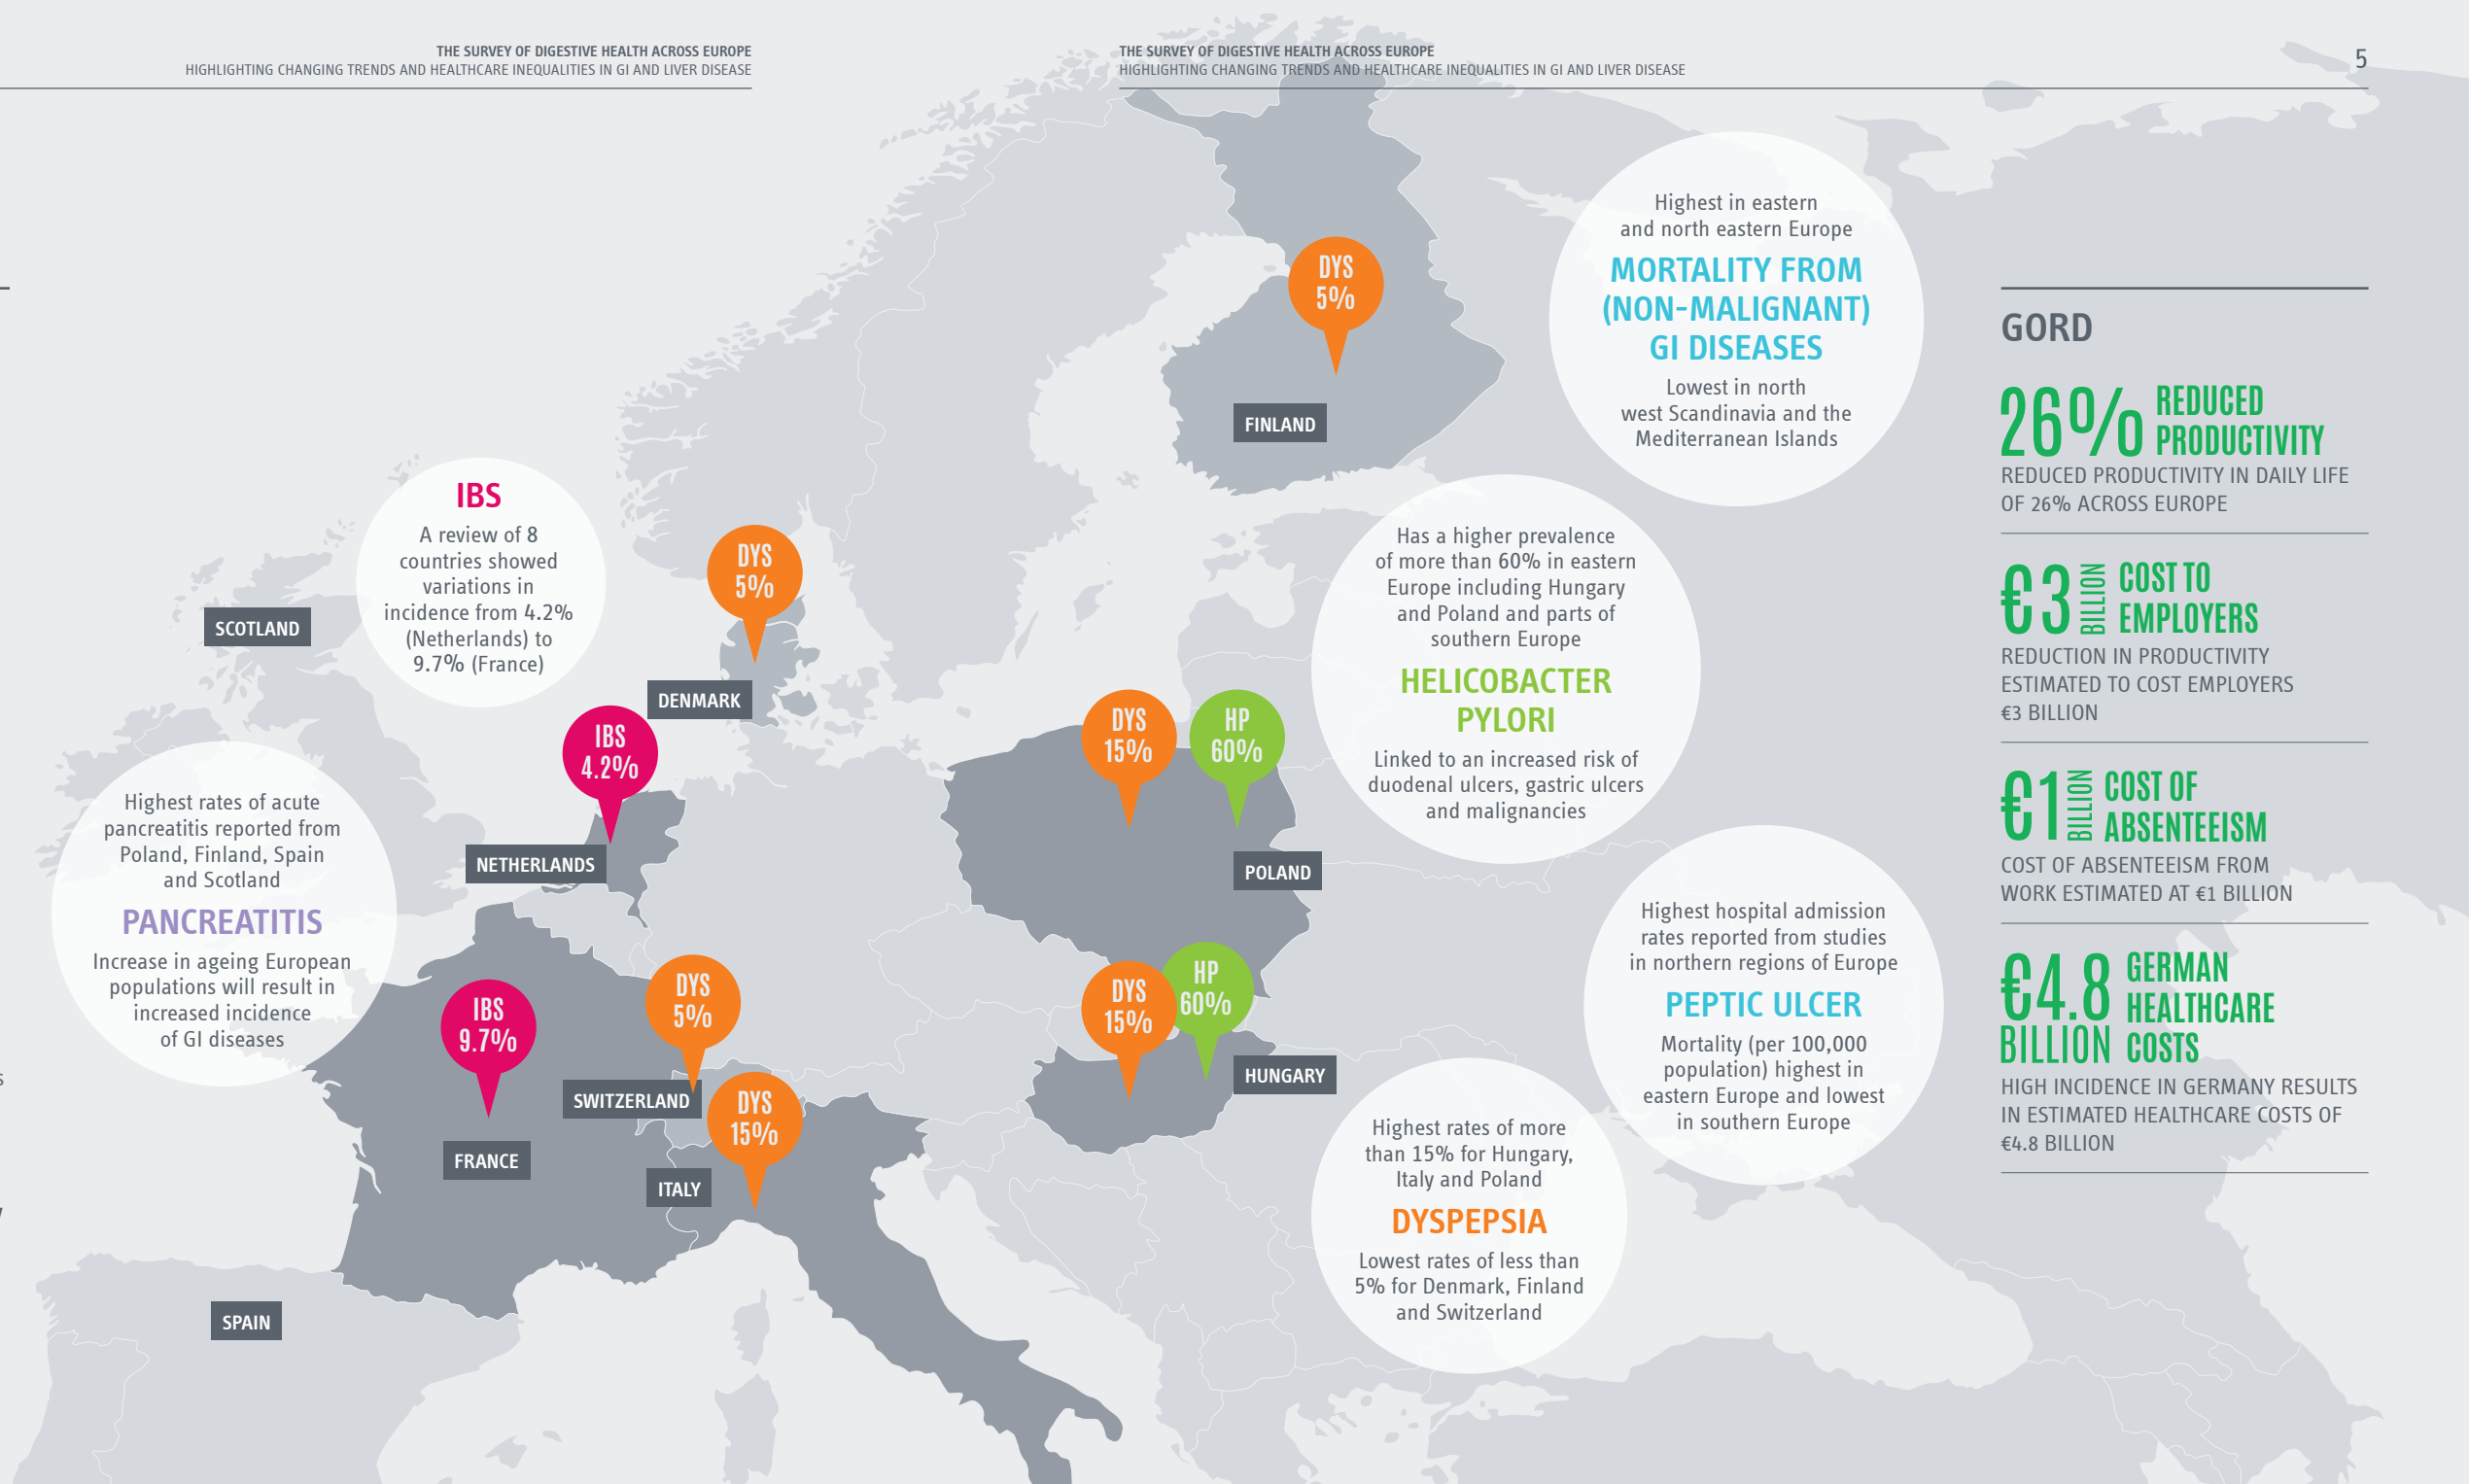 THE SURVEY OF DIGESTIVE HEALTH ACROSS EUROPE
HIGHLIGHTING CHANGING TRENDS AND HEALTHCARE INEQUALITIES IN GI AND LIVER DISEASE
THE SURVEY OF DIGESTIVE HEALTH ACROSS EUROPE
HIGHLIGHTING CHANGING TRENDS AND HEALTHCARE INEQUALITIES IN GI AND LIVER DISEASE
5
Highest in eastern
and north eastern Europe
MORTALITY FROM
(NON-MALIGNANT)
GI DISEASES
Lowest in north
west Scandinavia and the
Mediterranean Islands
DYS
5%
FINLAND
IBS
A review of 8
countries showed
variations in
incidence from 4.2%
(Netherlands) to
9.7% (France)
DYS
5%
DENMARK
SCOTLAND
Has a higher prevalence
of more than 60% in eastern
Europe including Hungary
and Poland and parts of
southern Europe
HELICOBACTER
PYLORI
Linked to an increased risk of
duodenal ulcers, gastric ulcers
and malignancies
IBS
4.2%
NETHERLANDS
DYS
15%
HP
60%
POLAND
Highest rates of acute
pancreatitis reported from
Poland, Finland, Spain
and Scotland
PANCREATITIS
Increase in ageing European
populations will result in
increased incidence
of GI diseases
IBS
9.7%
FRANCE
DYS
5%
SWITZERLAND
DYS
15%
ITALY
DYS
15%
HP
60%
HUNGARY
Highest hospital admission
rates reported from studies
in northern regions of Europe
PEPTIC ULCER
Mortality (per 100,000
population) highest in
eastern Europe and lowest
in southern Europe
Highest rates of more
than 15% for Hungary,
Italy and Poland
DYSPEPSIA
Lowest rates of less than
5% for Denmark, Finland
and Switzerland
SPAIN
GORD
26% REDUCED
PRODUCTIVITY
REDUCED PRODUCTIVITY IN DAILY LIFE
OF 26% ACROSS EUROPE
€3 BILLION COST TO
EMPLOYERS
REDUCTION IN PRODUCTIVITY
ESTIMATED TO COST EMPLOYERS
€3 BILLION
€1 BILLION COST OF
ABSENTEEISM
COST OF ABSENTEEISM FROM
WORK ESTIMATED AT €1 BILLION
€4.8 BILLION GERMAN
HEALTHCARE
COSTS
HIGH INCIDENCE IN GERMANY RESULTS
IN ESTIMATED HEALTHCARE COSTS OF
€4.8 BILLION